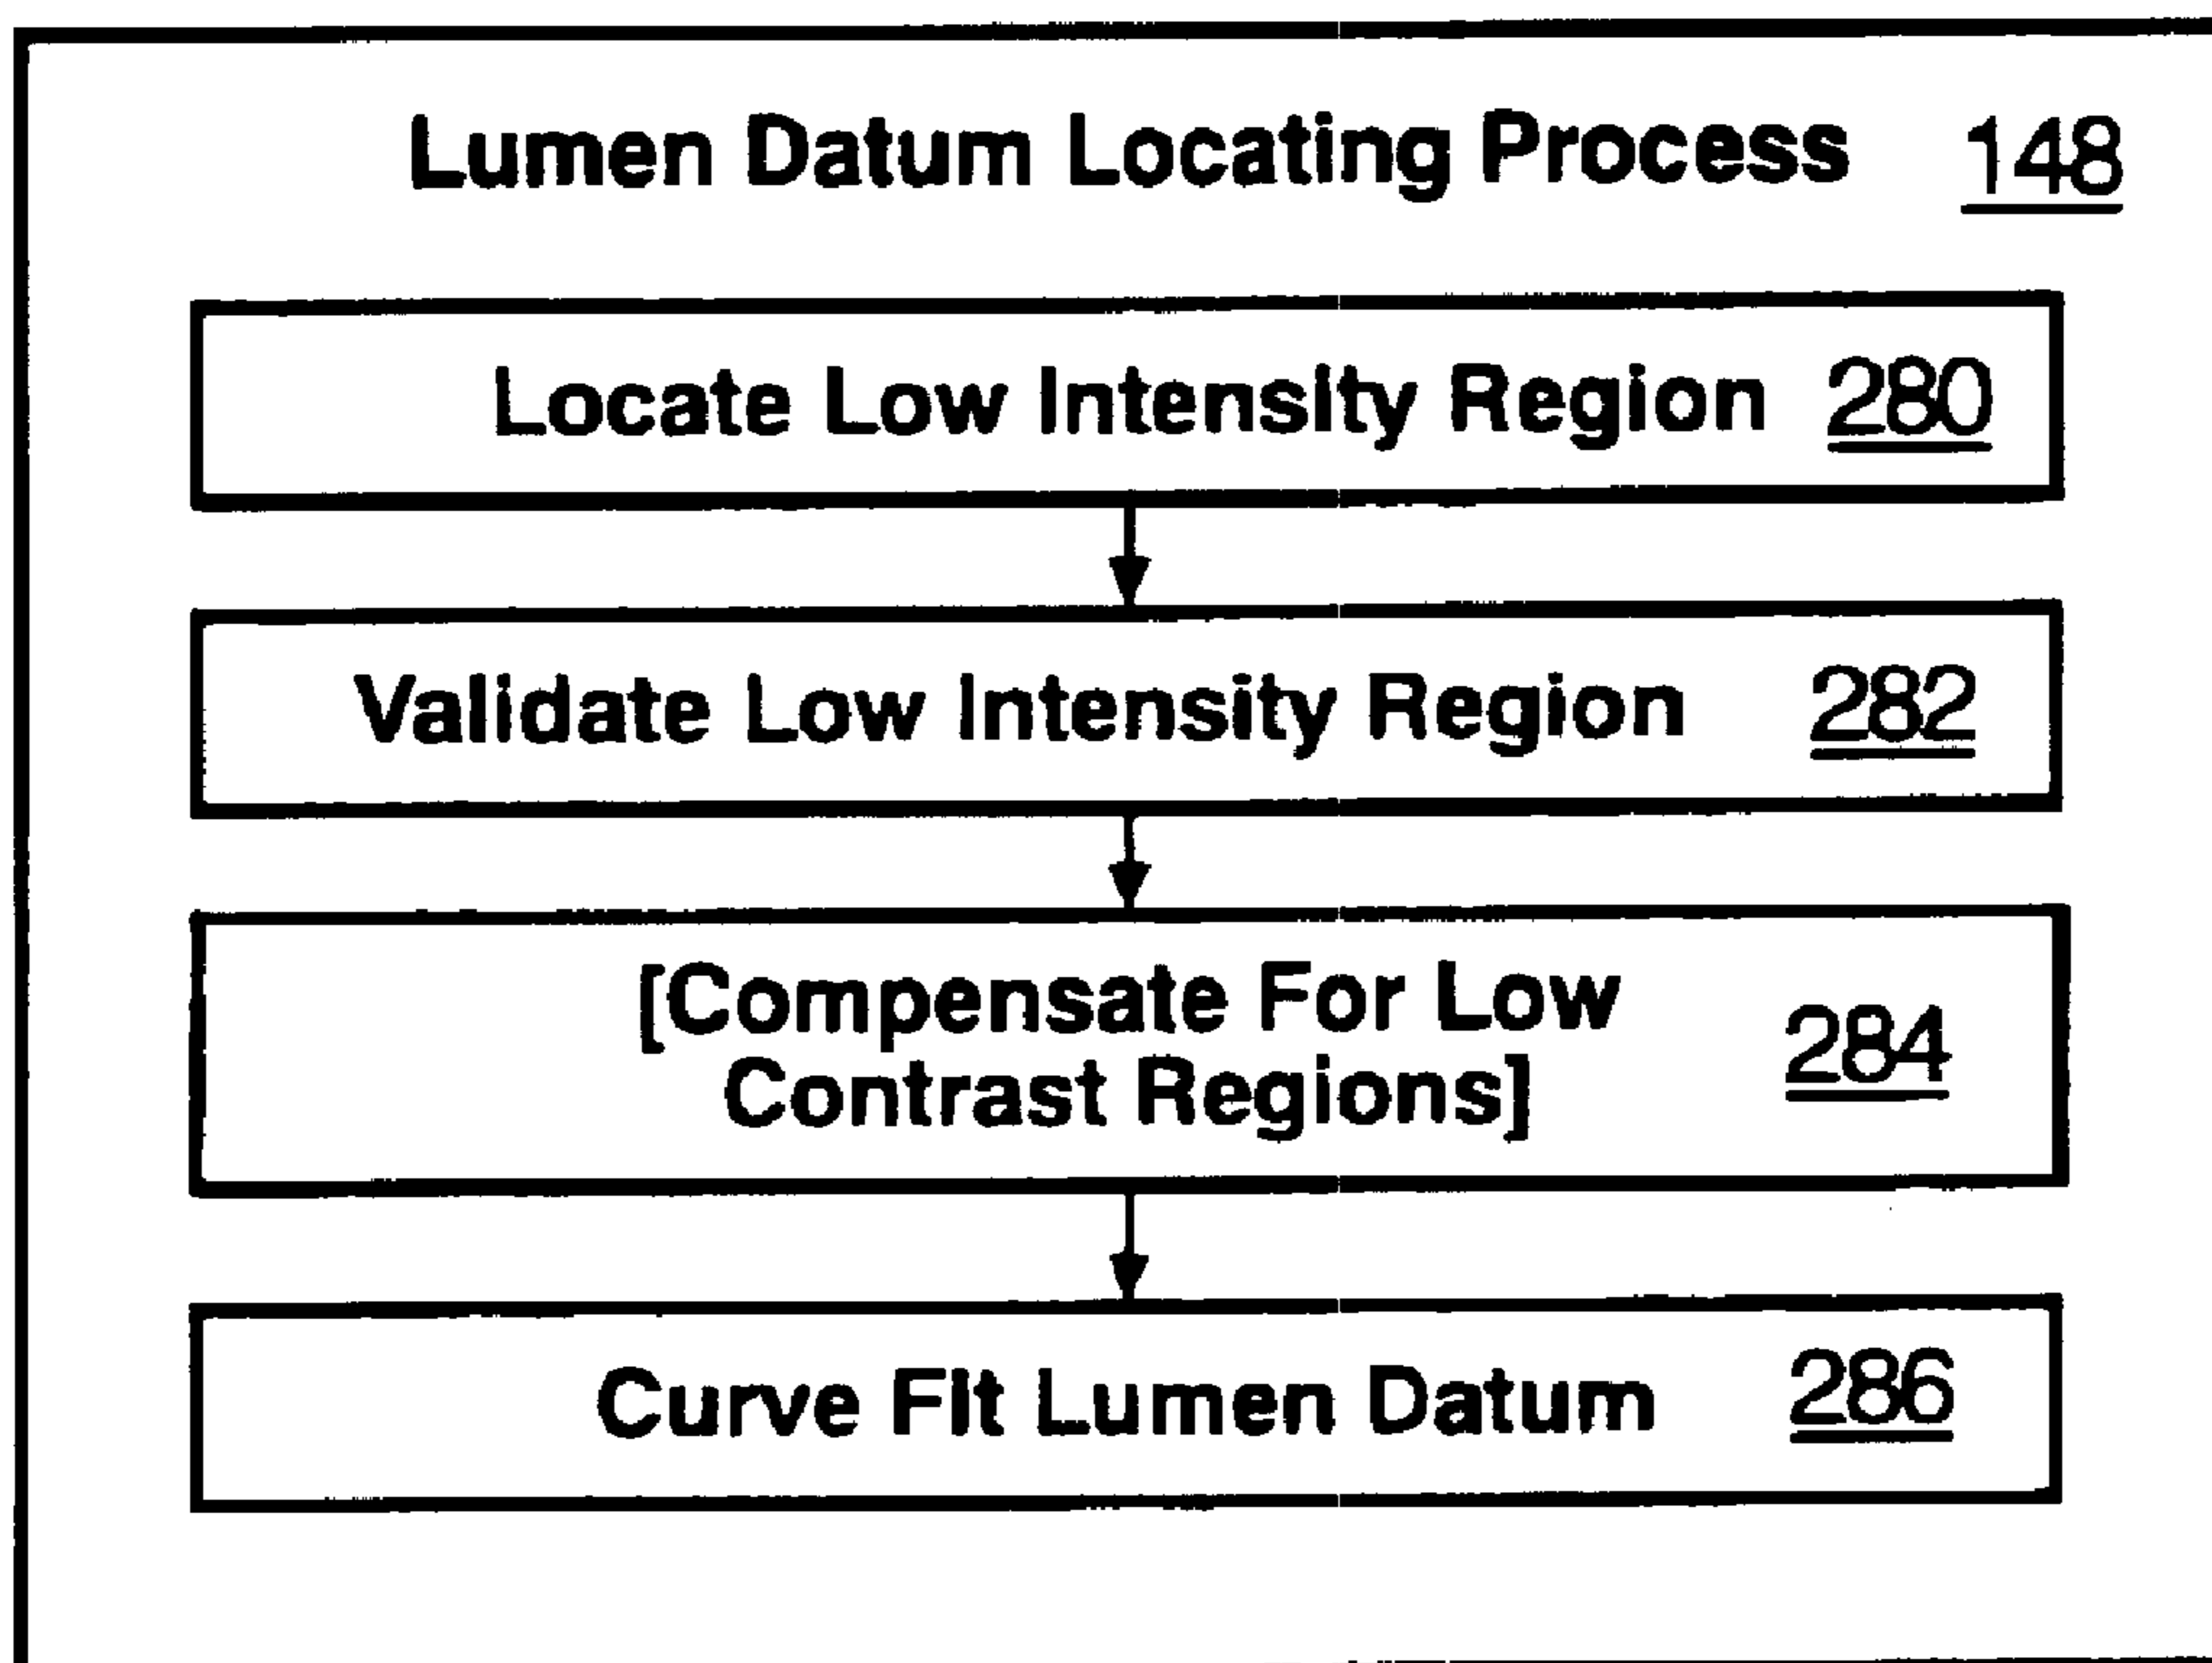 Lumen Datum Locating Process 148
Locate Low Intensity Region 280
Validate Low Intensity Region 282
[Compensate For Low
Contrast Regions] 284
Curve Fit Lumen Datum 286